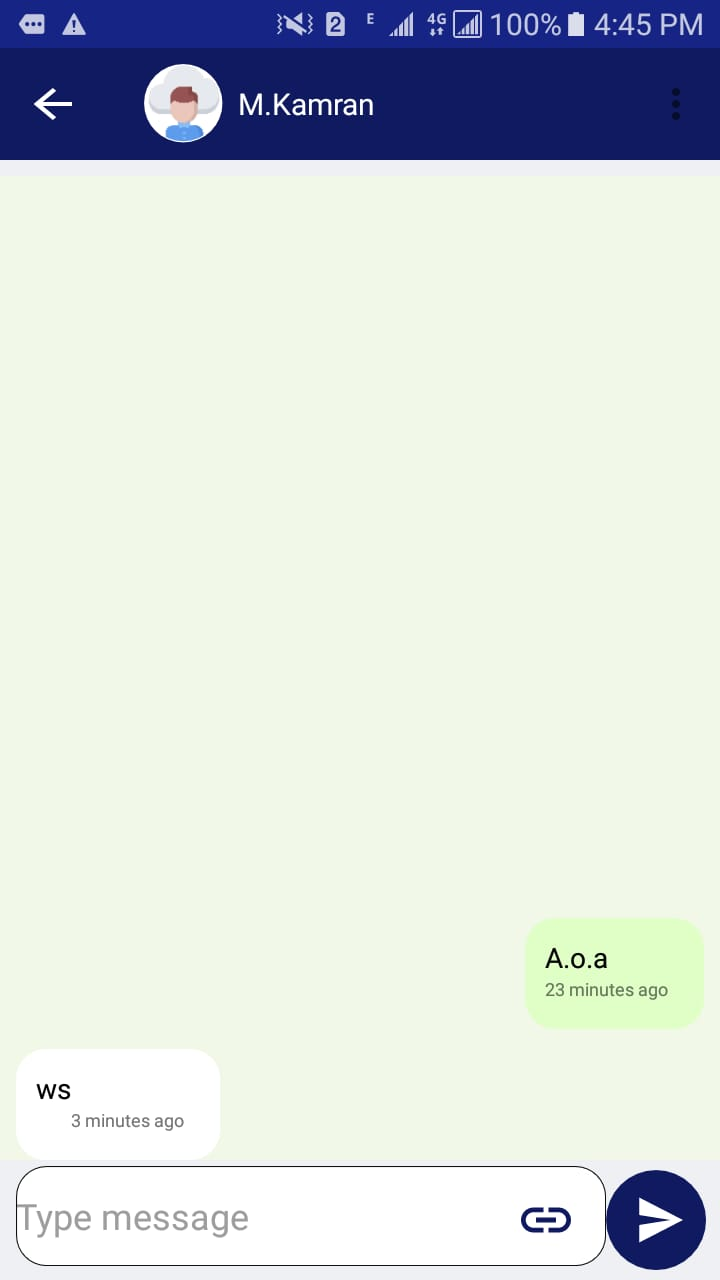 2 E 4G 100% 4:45 PM
M.Kamran
A.o.a
23 minutes ago
ws
3 minutes ago
Type message